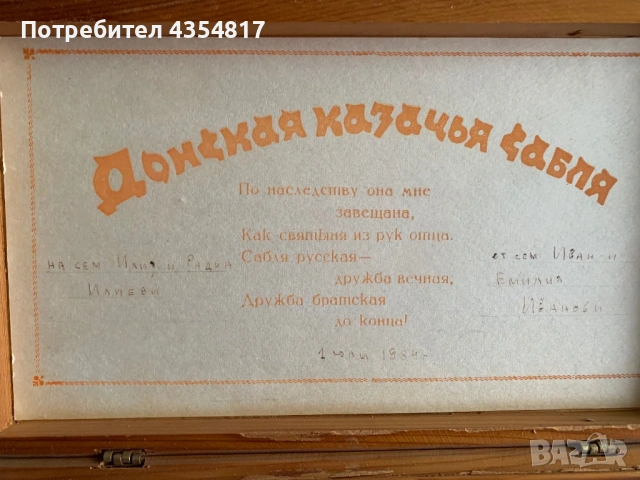 Потребител 4354817
Донская казачья сабля
По наследству она мне
завещана,
Как святыня из рук отца.
Сабля русская—
дружба вечная,
Дружба братская
до конца!
на сем Илия и Радка
Илиеви
от сем Иван и
Емилия
Иванови
1 юли 1984 г.
BAZAR